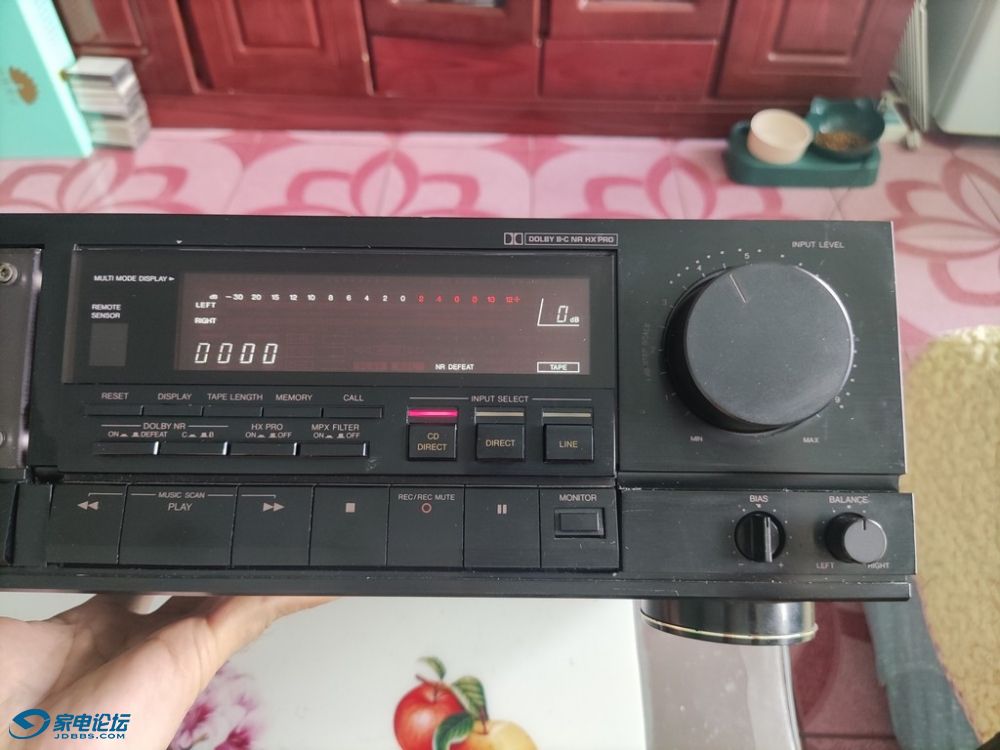 DOLBY B-C NR HX PRO
INPUT LEVEL
MULTI MODE DISPLAY
REMOTE
SENSOR
dB -30 20 15 12 10 8 6 4 2 0 2 4 6 8 10 12+
LEFT
RIGHT
0000
0 dB
NR DEFEAT
TAPE
RESET DISPLAY TAPE LENGTH MEMORY CALL
INPUT SELECT
DOLBY NR HX PRO MPX FILTER
ON DEFEAT C B ON OFF ON OFF
CD
DIRECT
DIRECT
LINE
3
5
9
MIN
MAX
MUSIC SCAN
PLAY
REC/REC MUTE
MONITOR
BIAS
- +
BALANCE
LEFT
RIGHT
家电论坛
JDBBS.COM